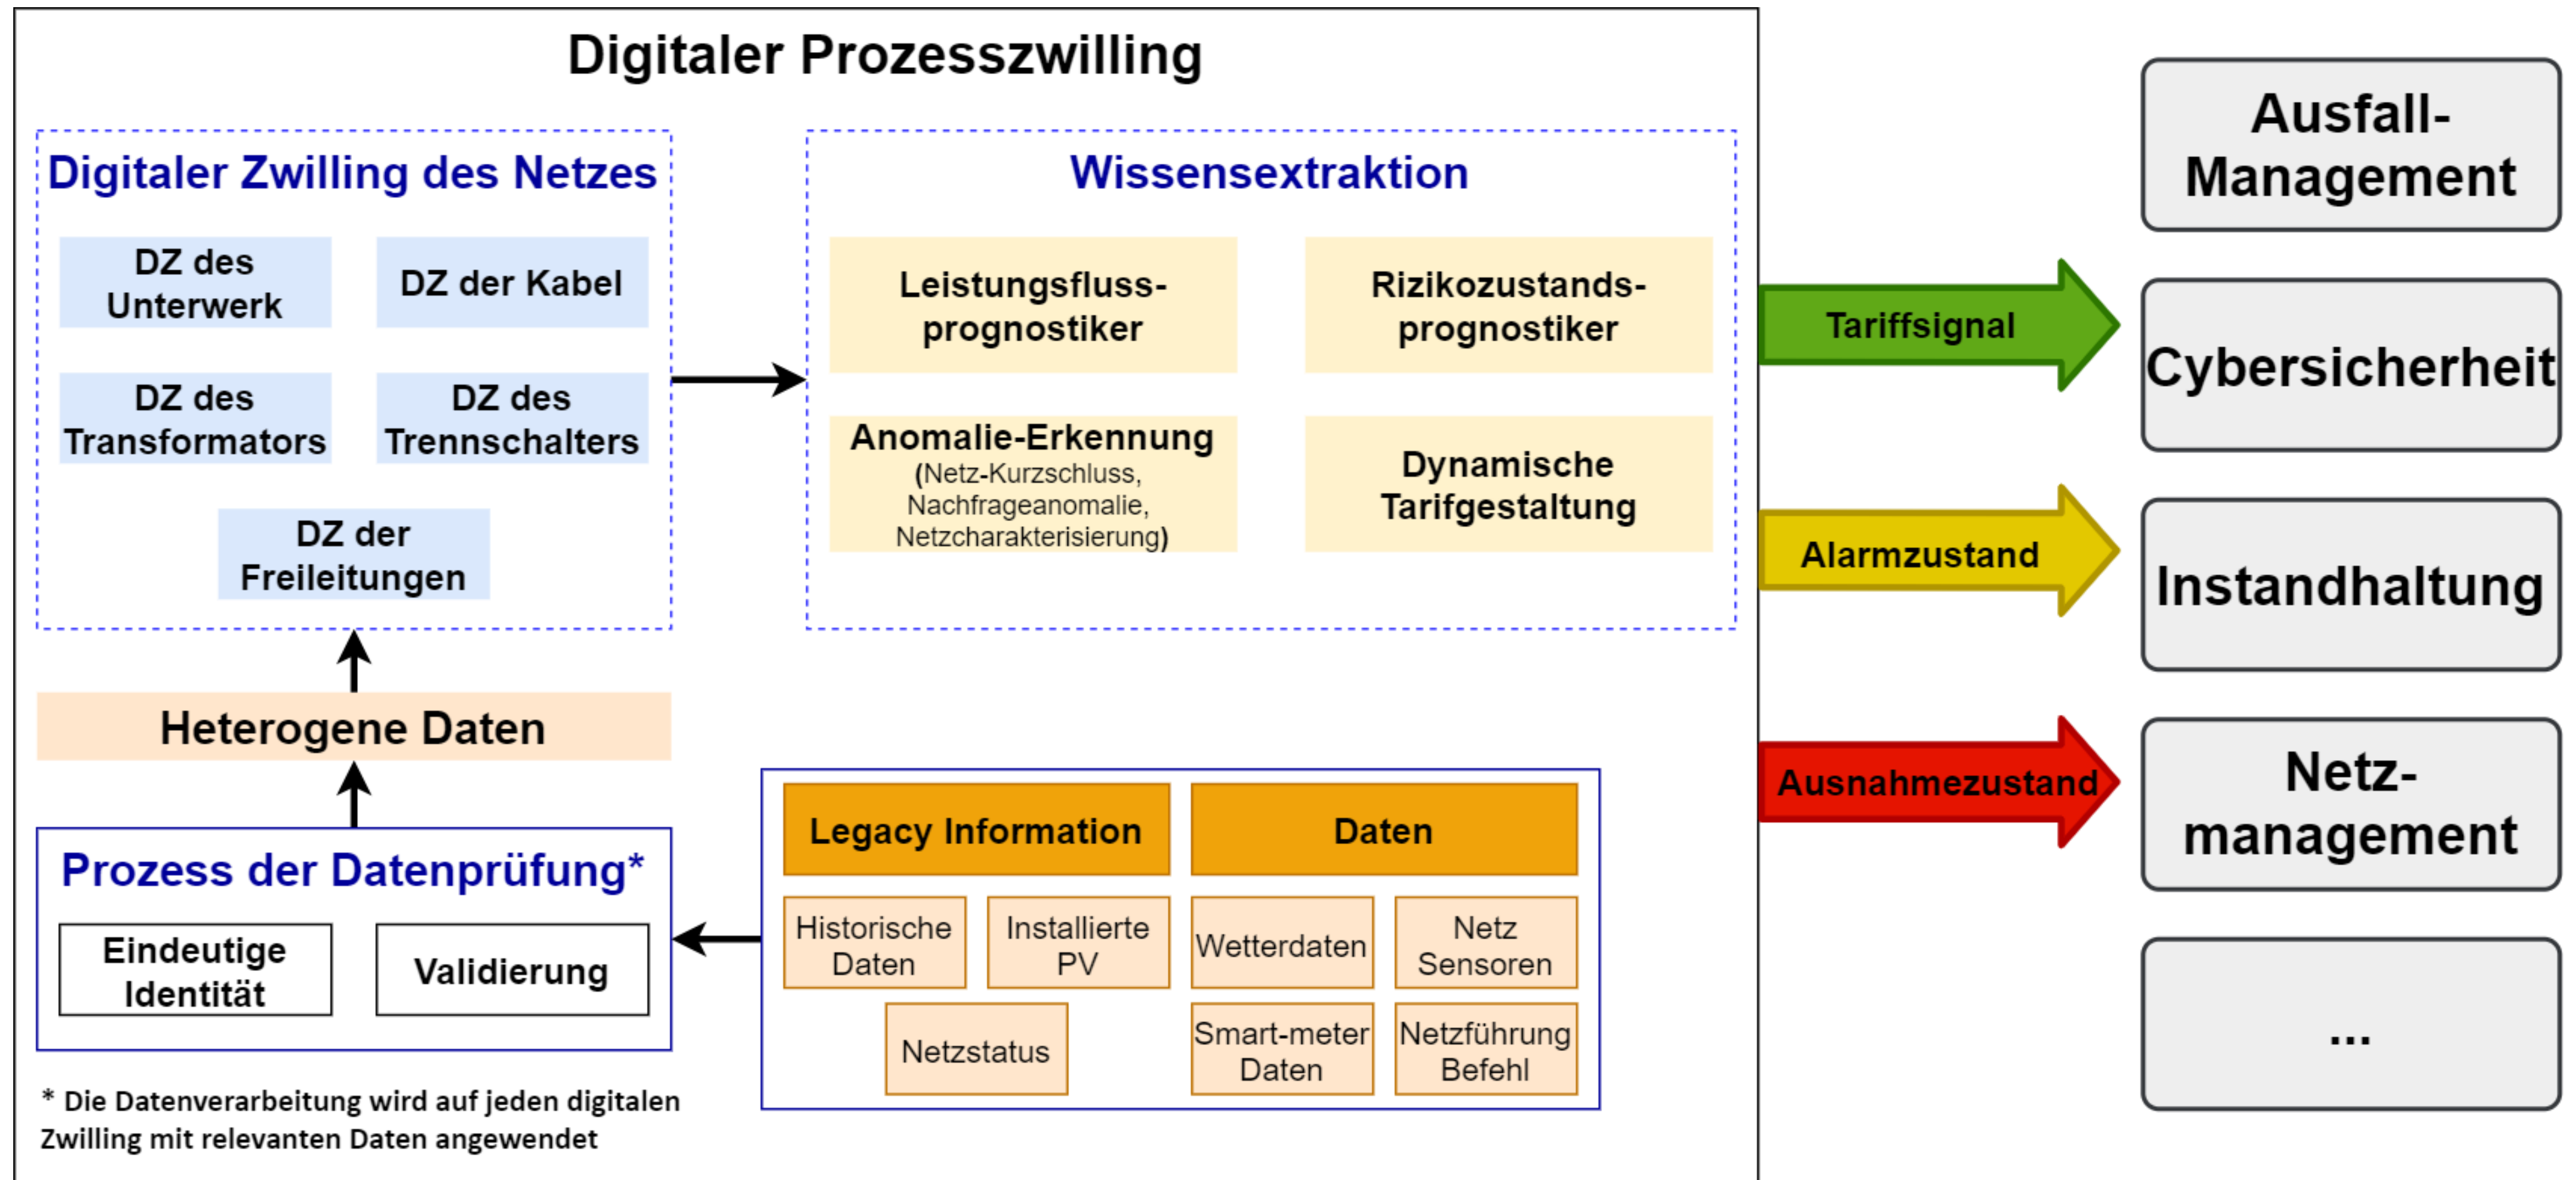 Digitaler Prozesszwilling
Digitaler Zwilling des Netzes
DZ des
Unterwerk
DZ der Kabel
DZ des
Transformators
DZ des
Trennschalters
DZ der
Freileitungen
Wissensextraktion
Leistungsfluss-
prognostiker
Rizikozustands-
prognostiker
Anomalie-Erkennung
(Netz-Kurzschluss,
Nachfrageanomalie,
Netzcharakterisierung)
Dynamische
Tarifgestaltung
Heterogene Daten
Prozess der Datenprüfung*
Eindeutige
Identität
Validierung
* Die Datenverarbeitung wird auf jeden digitalen
Zwilling mit relevanten Daten angewendet
Legacy Information
Daten
Historische
Daten
Installierte
PV
Wetterdaten
Netz
Sensoren
Netzstatus
Smart-meter
Daten
Netzführung
Befehl
Tariffsignal
Alarmzustand
Ausnahmezustand
Ausfall-
Management
Cybersicherheit
Instandhaltung
Netz-
management
...